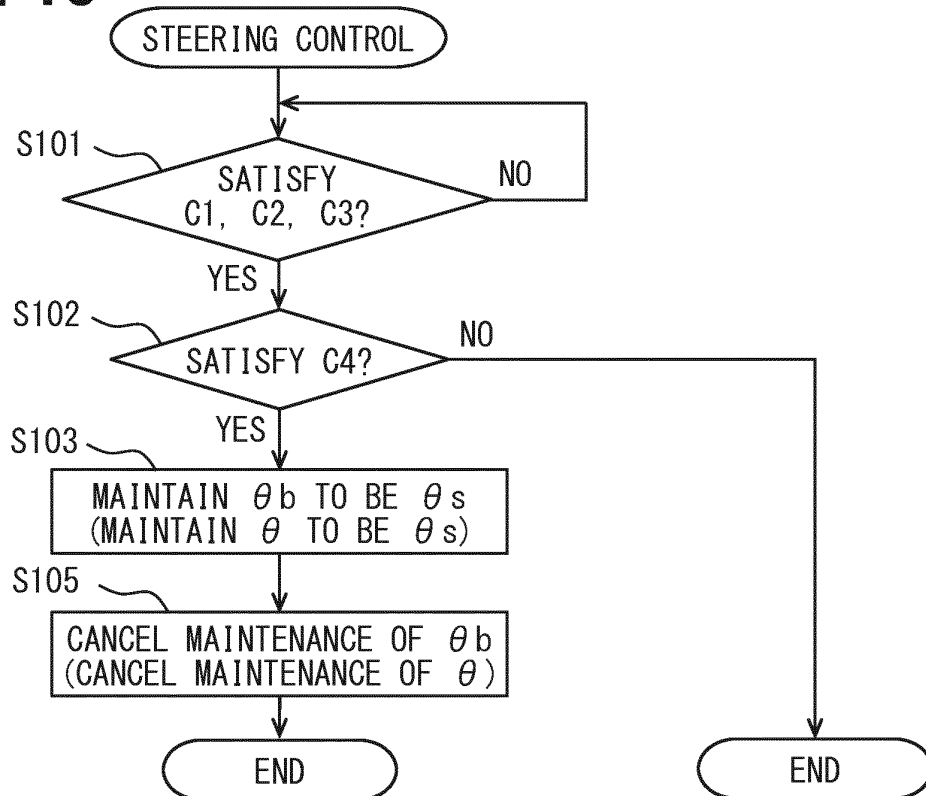 STEERING CONTROL
S101
SATISFY
C1, C2, C3?
NO
YES
S102
SATISFY C4?
NO
YES
S103
MAINTAIN θb TO BE θs
(MAINTAIN θ TO BE θs)
S105
CANCEL MAINTENANCE OF θb
(CANCEL MAINTENANCE OF θ)
END
END